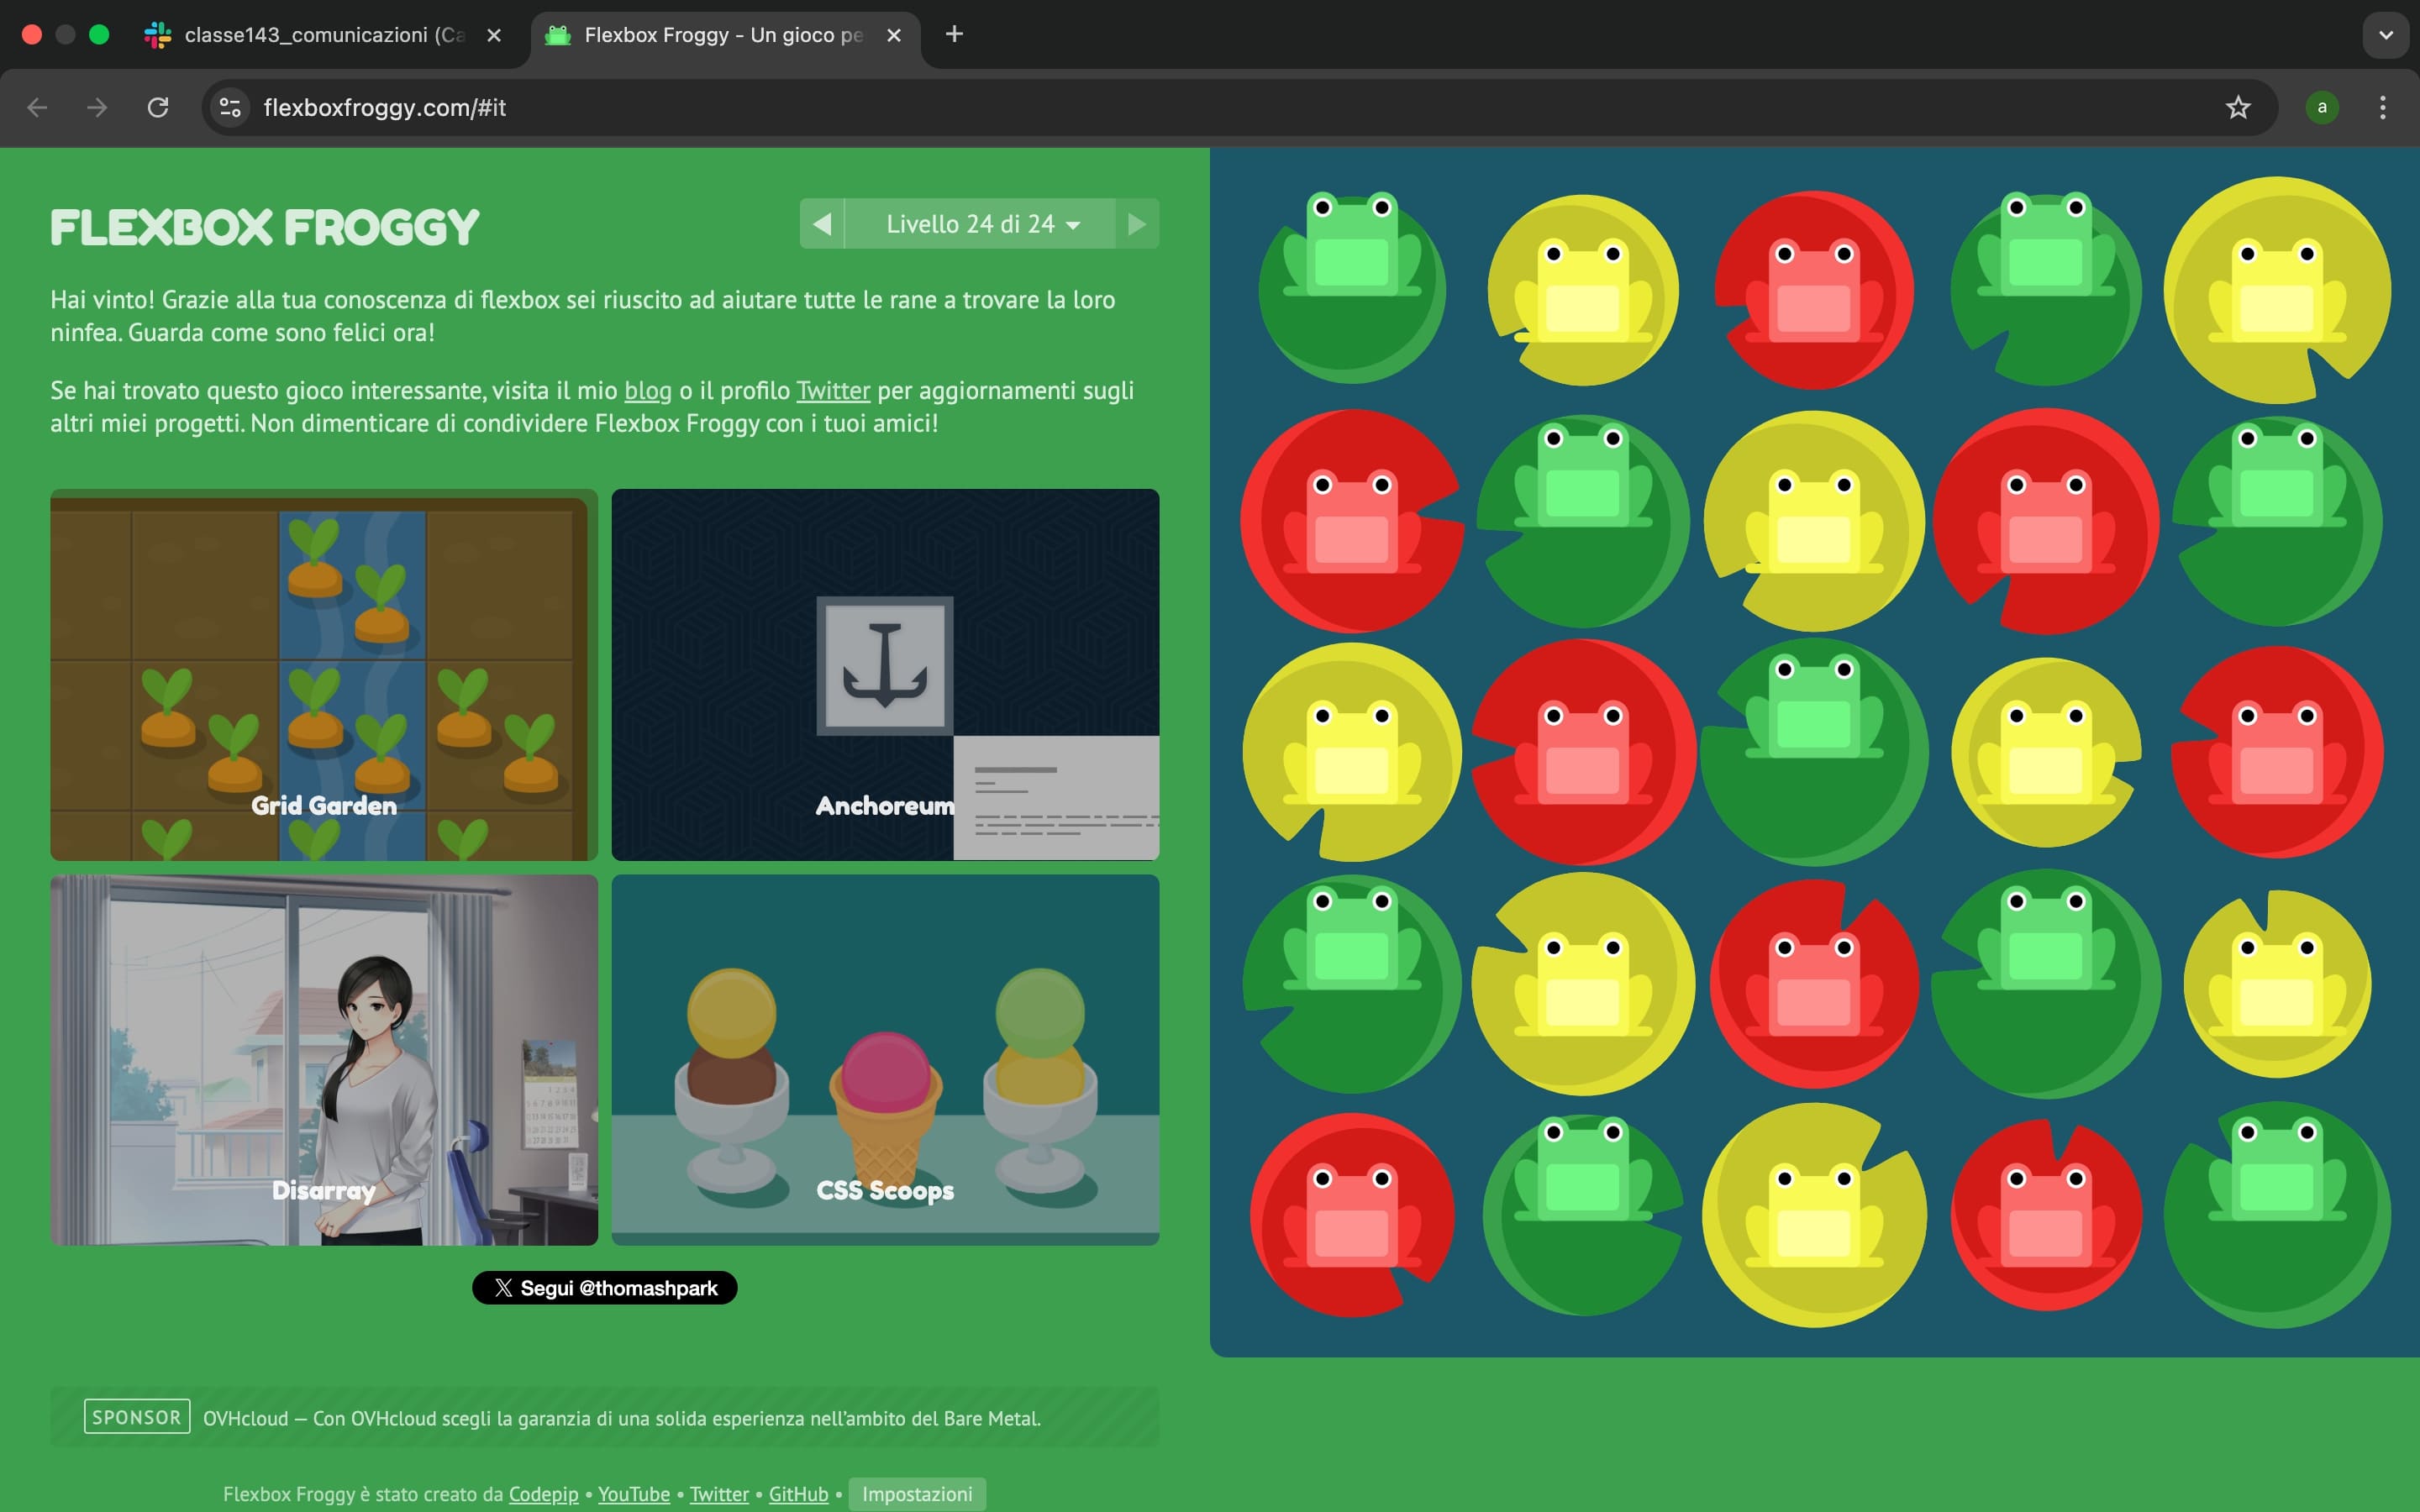 classe143_comunicazioni (Ca
Flexbox Froggy - Un gioco pe
flexboxfroggy.com/#it
a
FLEXBOX FROGGY
Livello 24 di 24
Hai vinto! Grazie alla tua conoscenza di flexbox sei riuscito ad aiutare tutte le rane a trovare la loro
ninfea. Guarda come sono felici ora!
Se hai trovato questo gioco interessante, visita il mio blog o il profilo Twitter per aggiornamenti sugli
altri miei progetti. Non dimenticare di condividere Flexbox Froggy con i tuoi amici!
Grid Garden
Anchoreum
Disarray
CSS Scoops
Segui @thomashpark
SPONSOR OVHcloud — Con OVHcloud scegli la garanzia di una solida esperienza nell'ambito del Bare Metal.
Flexbox Froggy è stato creato da Codepip • YouTube • Twitter • GitHub • Impostazioni